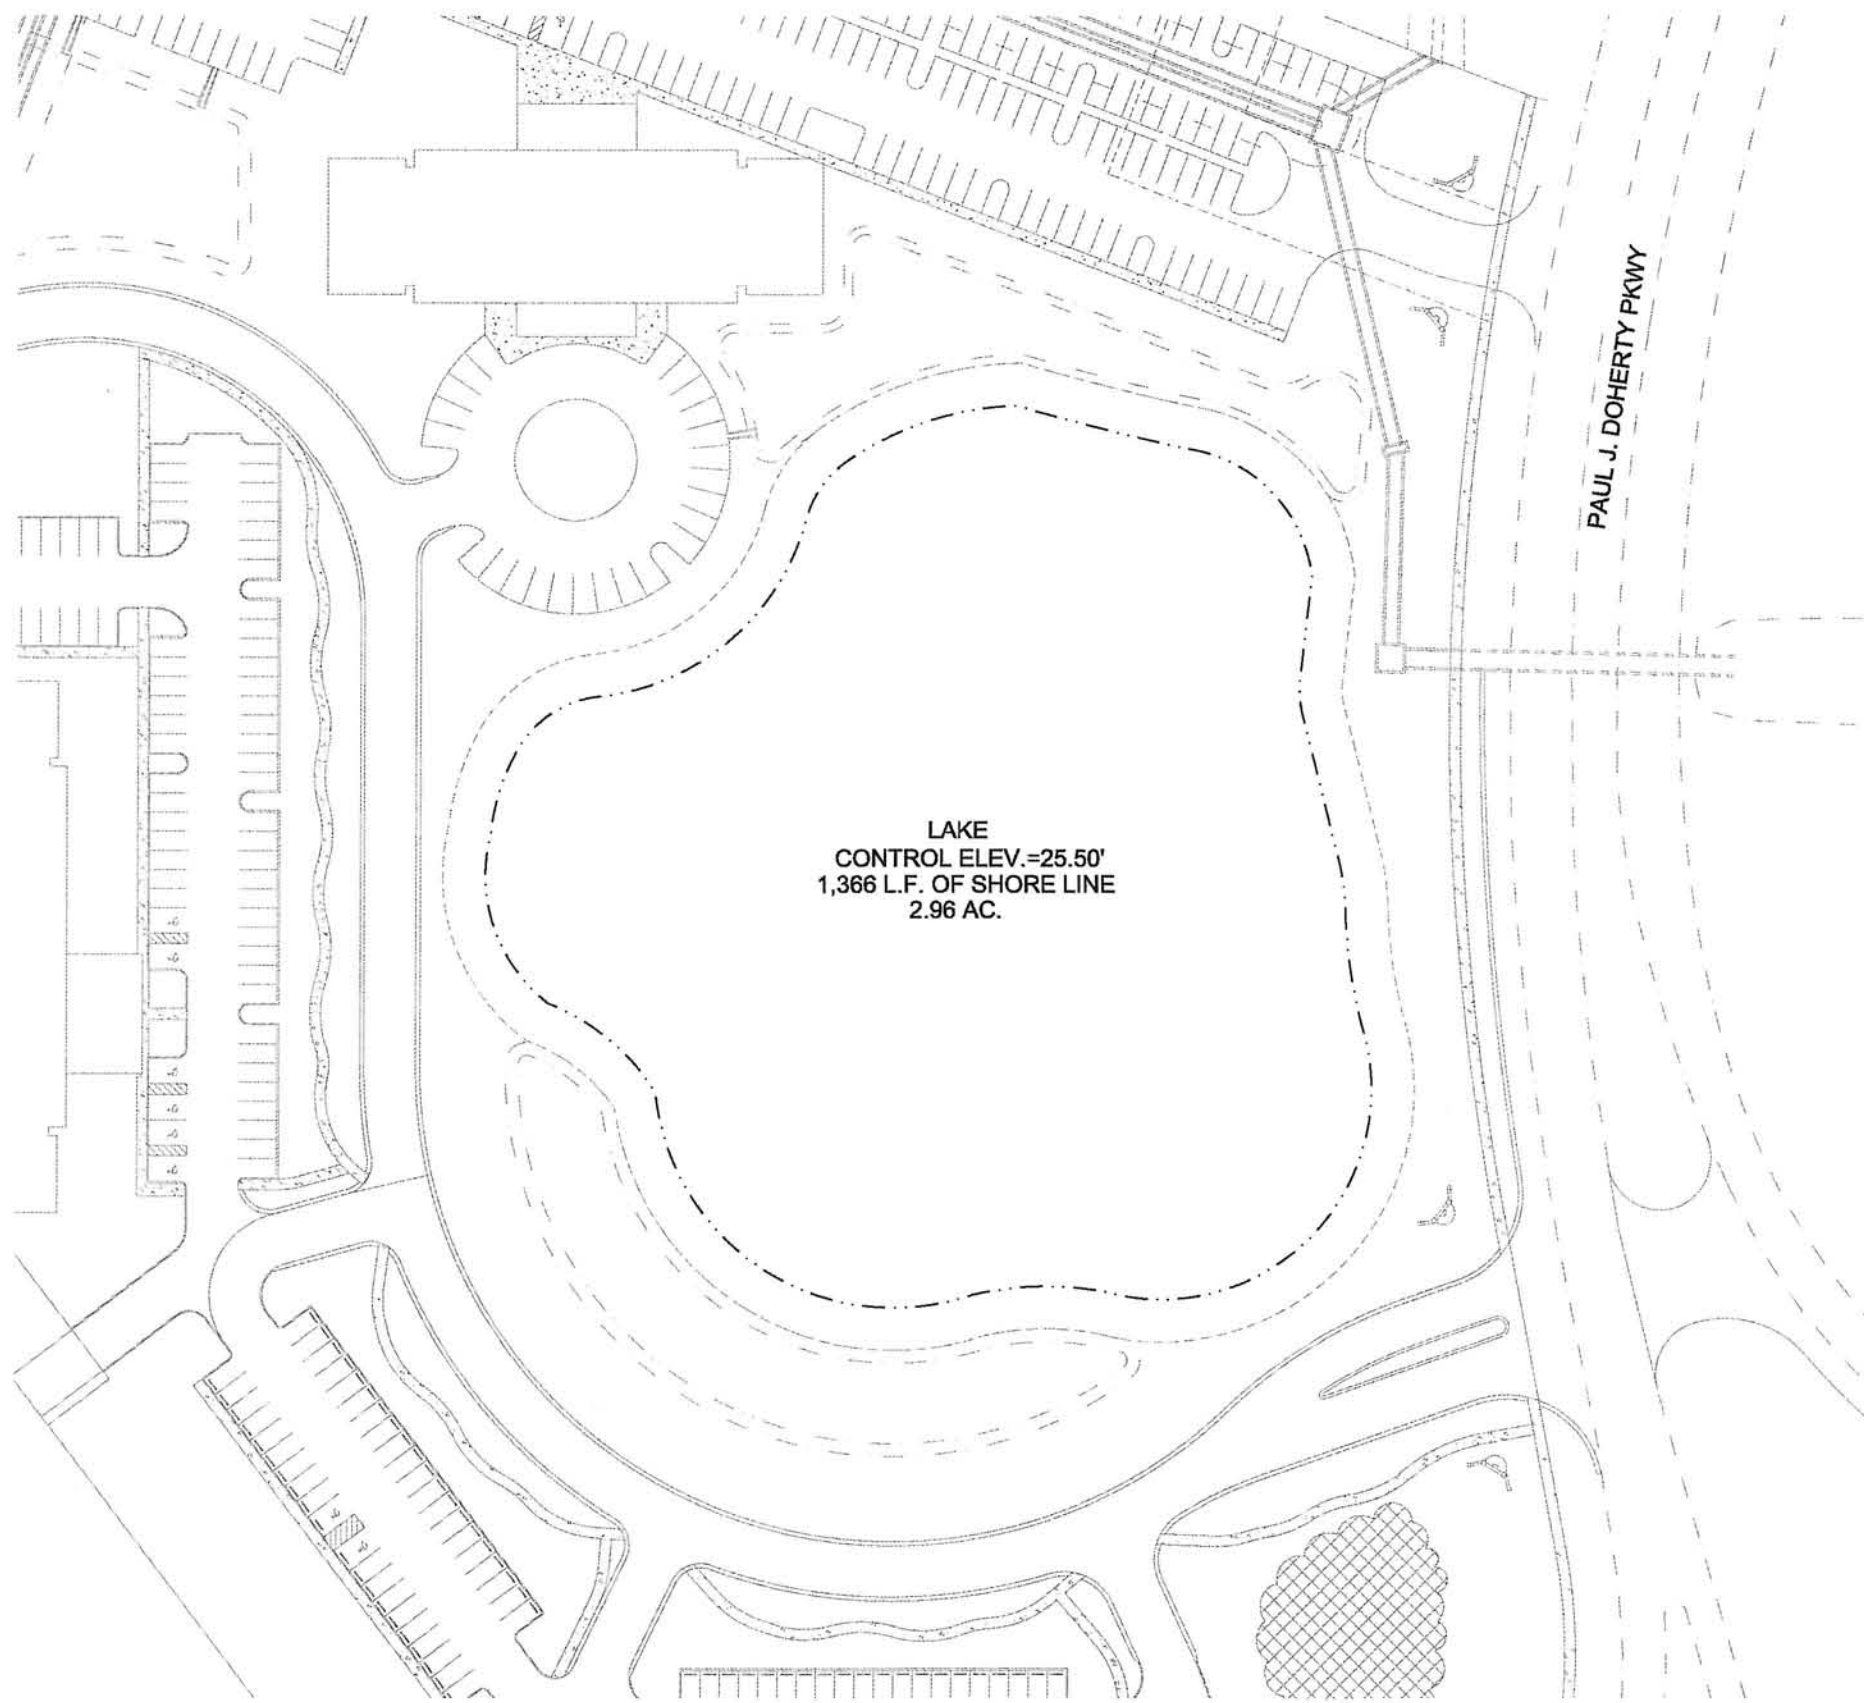 PAUL J. DOHERTY PKWY
LAKE
CONTROL ELEV.=25.50'
1,366 L.F. OF SHORE LINE
2.96 AC.